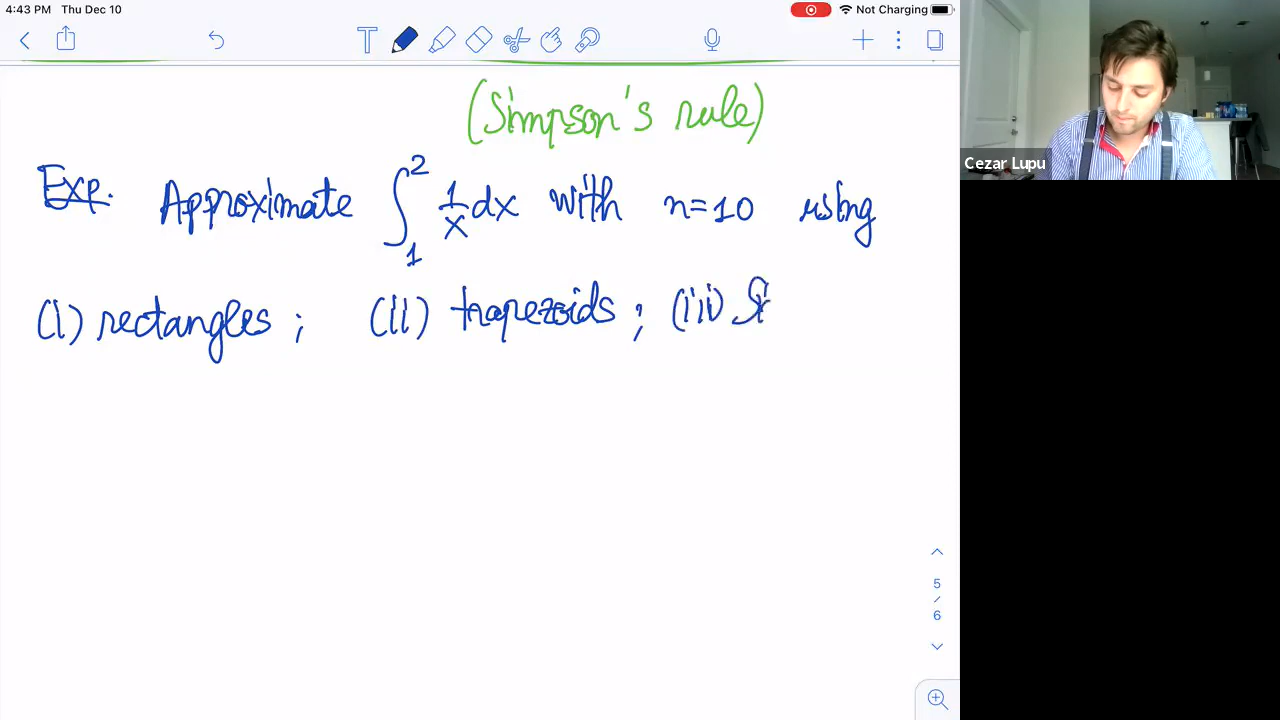 4:43 PM Thu Dec 10
Not Charging
T
(Simpson's rule)
Cezar Lupu
Exp. Approximate ∫₁² 1/x dx with n=10 using
(i) rectangles ; (ii) trapezoids ; (iii) Si
5
/
6